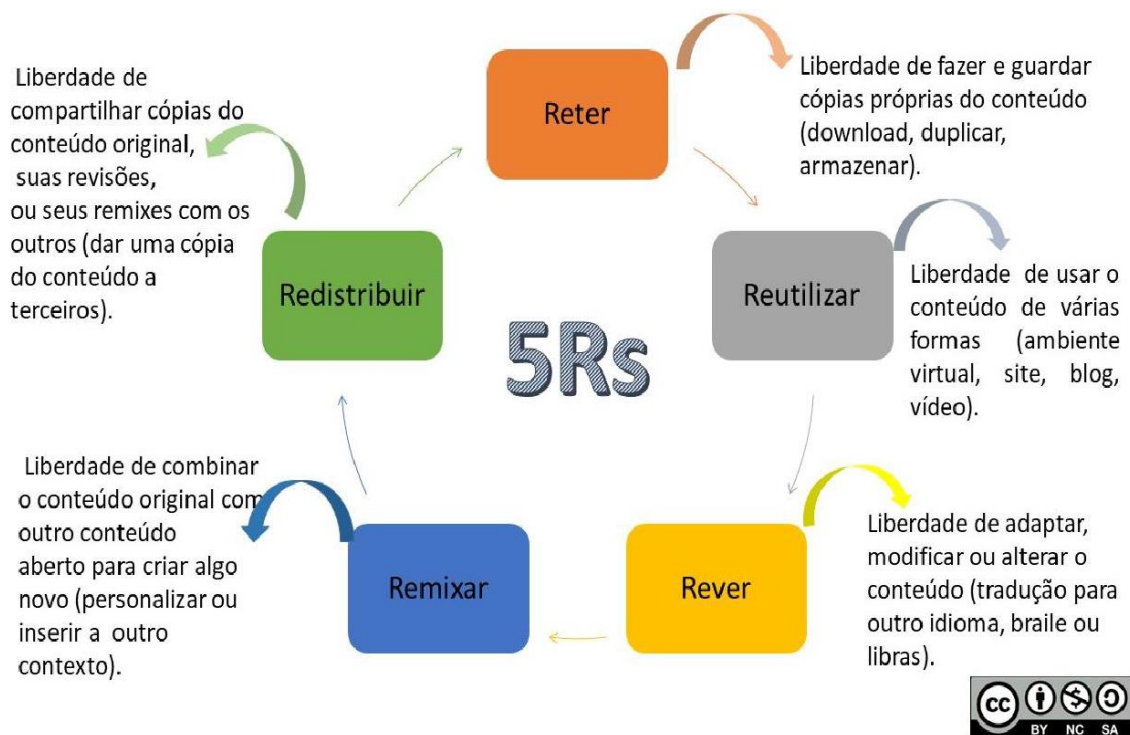 Reter
Liberdade de fazer e guardar
cópias próprias do conteúdo
(download, duplicar,
armazenar).
Reutilizar
Liberdade de usar o
conteúdo de várias
formas (ambiente
virtual, site, blog,
vídeo).
Rever
Liberdade de adaptar,
modificar ou alterar o
conteúdo (tradução para
outro idioma, braile ou
libras).
Remixar
Liberdade de combinar
o conteúdo original com
outro conteúdo
aberto para criar algo
novo (personalizar ou
inserir a outro
contexto).
Redistribuir
Liberdade de
compartilhar cópias do
conteúdo original,
suas revisões,
ou seus remixes com os
outros (dar uma cópia
do conteúdo a
terceiros).
5Rs
cc
BY NC SA